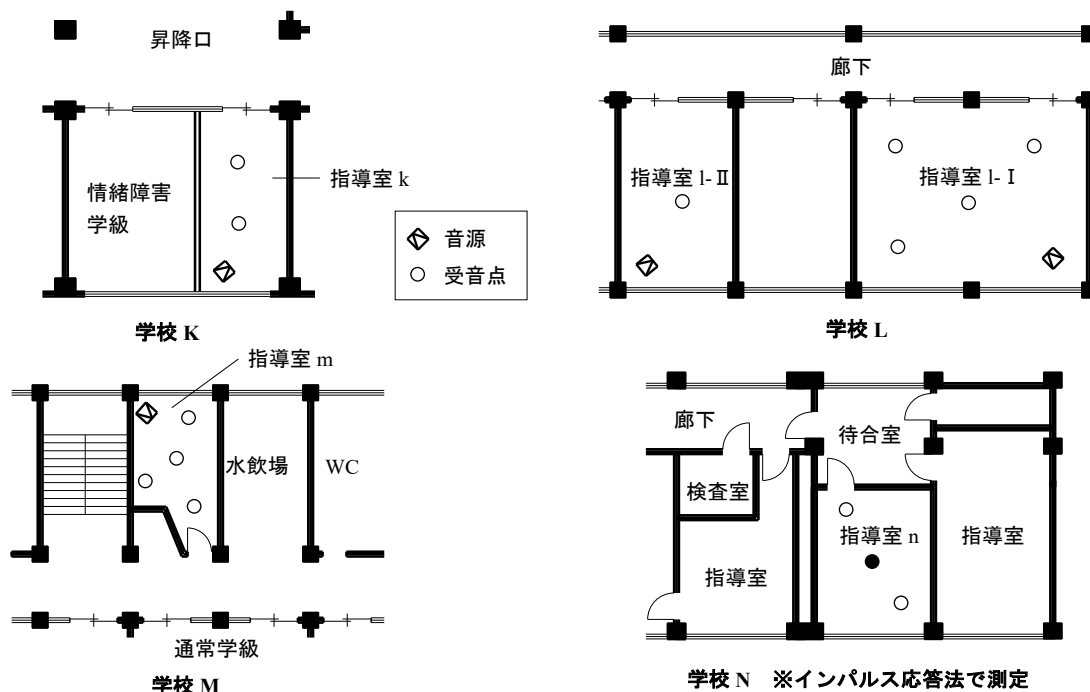 昇降口
情緒障害
学級
指導室 k
音源
受音点
学校 K
廊下
指導室 l-Ⅱ
指導室 l-Ⅰ
学校 L
指導室 m
水飲場
WC
通常学級
学校 M
廊下
待合室
検査室
指導室 n
指導室
指導室
学校 N ※インパルス応答法で測定